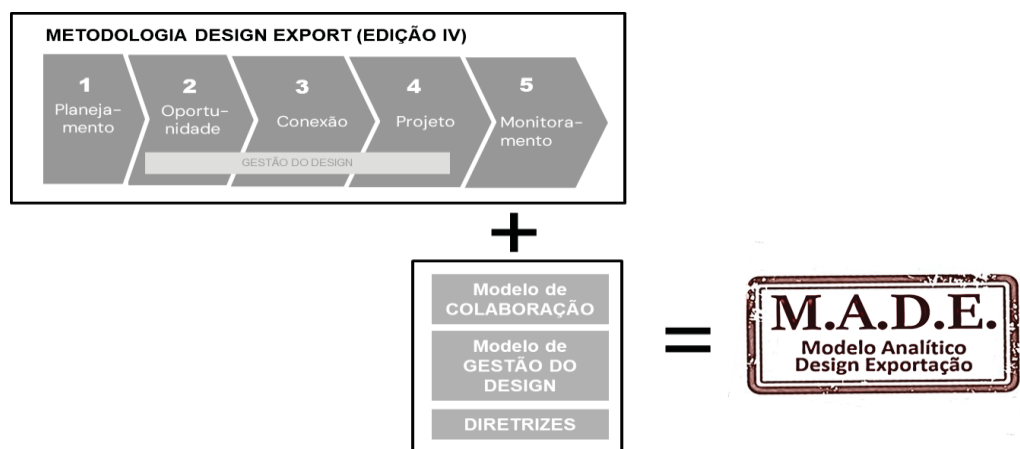 METODOLOGIA DESIGN EXPORT (EDIÇÃO IV)
1
Planeja-
mento
2
Oportu-
nidade
3
Conexão
4
Projeto
5
Monitora-
mento
GESTÃO DO DESIGN
+
Modelo de
COLABORAÇÃO
Modelo de
GESTÃO DO
DESIGN
DIRETRIZES
=
M.A.D.E.
Modelo Analítico
Design Exportação